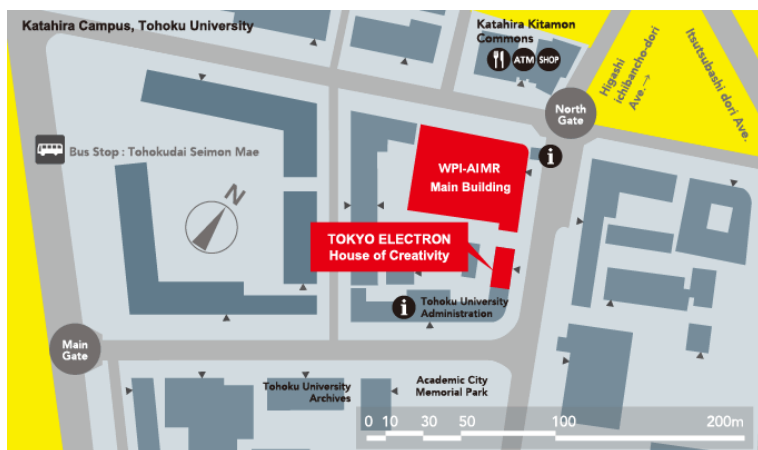 Katahira Campus, Tohoku University
Katahira Kitamon
Commons
ATM
SHOP
Higashi
ichibancho-dori
Ave.→
Itsutsubashi dori Ave.
North
Gate
Bus Stop : Tohokudai Seimon Mae
WPI-AIMR
Main Building
N
TOKYO ELECTRON
House of Creativity
Tohoku University
Administration
Main
Gate
Tohoku University
Archives
Academic City
Memorial Park
0 10 30 50 100 200m